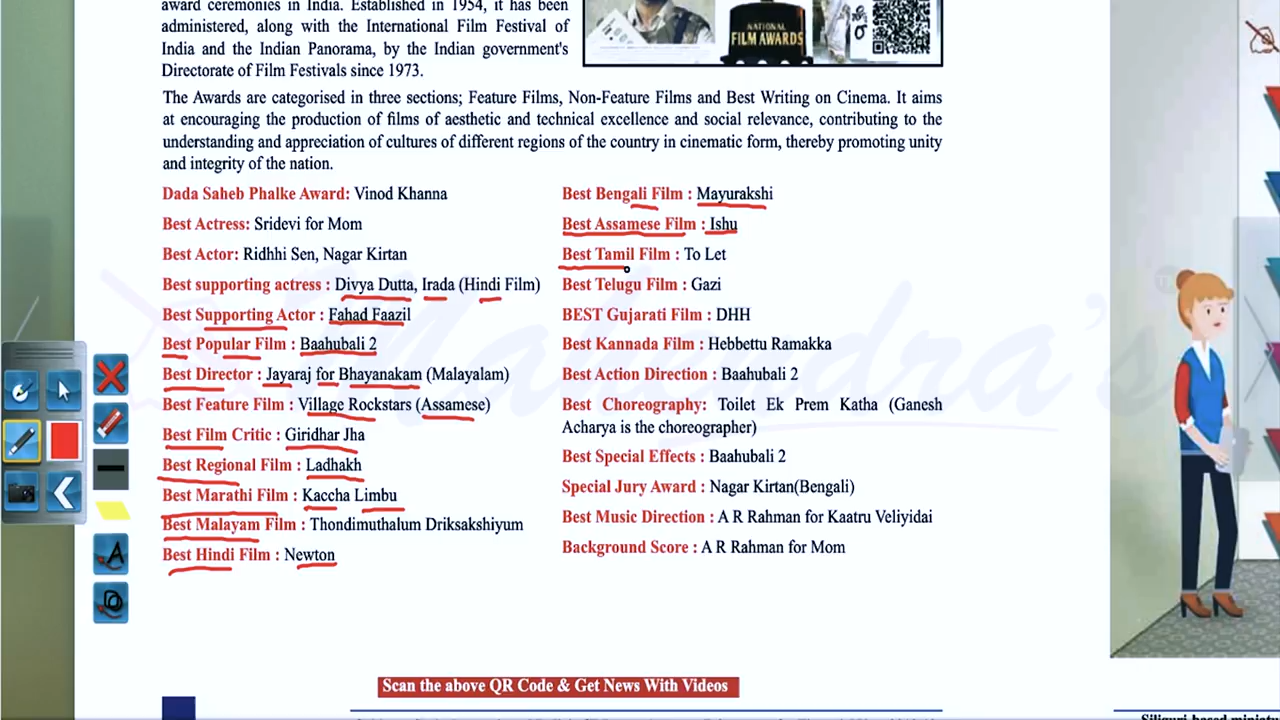 award ceremonies in India. Established in 1954, it has been
administered, along with the International Film Festival of
India and the Indian Panorama, by the Indian government's
Directorate of Film Festivals since 1973.
NATIONAL
FILM AWARDS
The Awards are categorised in three sections; Feature Films, Non-Feature Films and Best Writing on Cinema. It aims
at encouraging the production of films of aesthetic and technical excellence and social relevance, contributing to the
understanding and appreciation of cultures of different regions of the country in cinematic form, thereby promoting unity
and integrity of the nation.
Dada Saheb Phalke Award: Vinod Khanna
Best Actress: Sridevi for Mom
Best Actor: Ridhhi Sen, Nagar Kirtan
Best supporting actress : Divya Dutta, Irada (Hindi Film)
Best Supporting Actor : Fahad Faazil
Best Popular Film : Baahubali 2
Best Director : Jayaraj for Bhayanakam (Malayalam)
Best Feature Film : Village Rockstars (Assamese)
Best Film Critic : Giridhar Jha
Best Regional Film : Ladhakh
Best Marathi Film : Kaccha Limbu
Best Malayam Film : Thondimuthalum Driksakshiyum
Best Hindi Film : Newton
Best Bengali Film : Mayurakshi
Best Assamese Film : Ishu
Best Tamil Film : To Let
Best Telugu Film : Gazi
BEST Gujarati Film : DHH
Best Kannada Film : Hebbettu Ramakka
Best Action Direction : Baahubali 2
Best Choreography: Toilet Ek Prem Katha (Ganesh
Acharya is the choreographer)
Best Special Effects : Baahubali 2
Special Jury Award : Nagar Kirtan(Bengali)
Best Music Direction : A R Rahman for Kaatru Veliyidai
Background Score : A R Rahman for Mom
Mahendra's
Scan the above QR Code & Get News With Videos